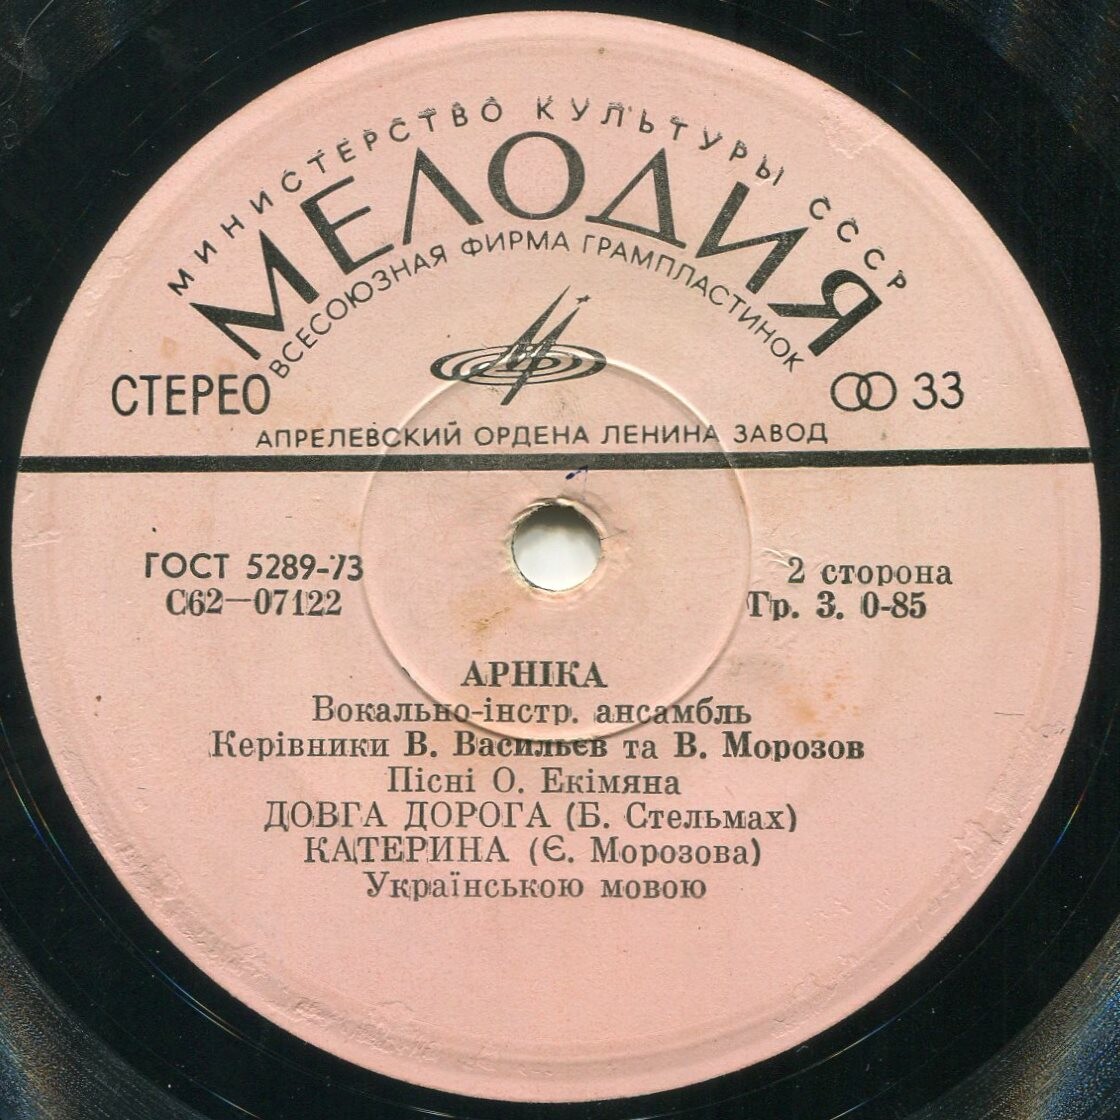 МИНИСТЕРСТВО КУЛЬТУРЫ СССР
МЕЛОДИЯ
ВСЕСОЮЗНАЯ ФИРМА ГРАМПЛАСТИНОК
СТЕРЕО
33
АПРЕЛЕВСКИЙ ОРДЕНА ЛЕНИНА ЗАВОД
ГОСТ 5289-73
2 сторона
С62—07122
Гр. 3. 0-85
АРНІКА
Вокально-інстр. ансамбль
Керівники В. Васильєв та В. Морозов
Пісні О. Екімяна
ДОВГА ДОРОГА (Б. Стельмах)
КАТЕРИНА (Є. Морозова)
Українською мовою